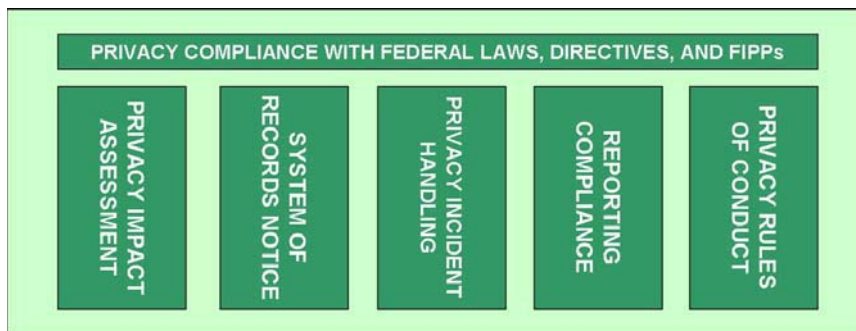 PRIVACY COMPLIANCE WITH FEDERAL LAWS, DIRECTIVES, AND FIPPs
PRIVACY IMPACT
ASSESSMENT
SYSTEM OF
RECORDS NOTICE
PRIVACY INCIDENT
HANDLING
REPORTING
COMPLIANCE
PRIVACY RULES
OF CONDUCT